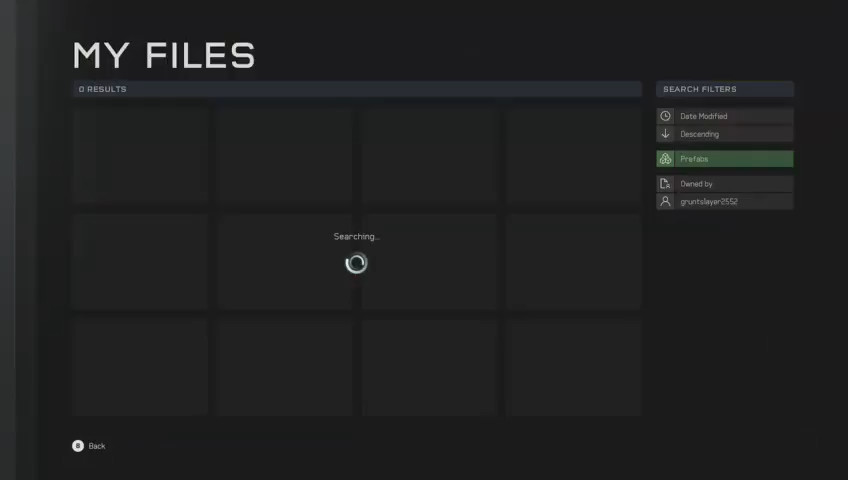 MY FILES
0 RESULTS
SEARCH FILTERS
Date Modified
Descending
Prefabs
Owned by
gruntslayer2552
Searching...
B Back